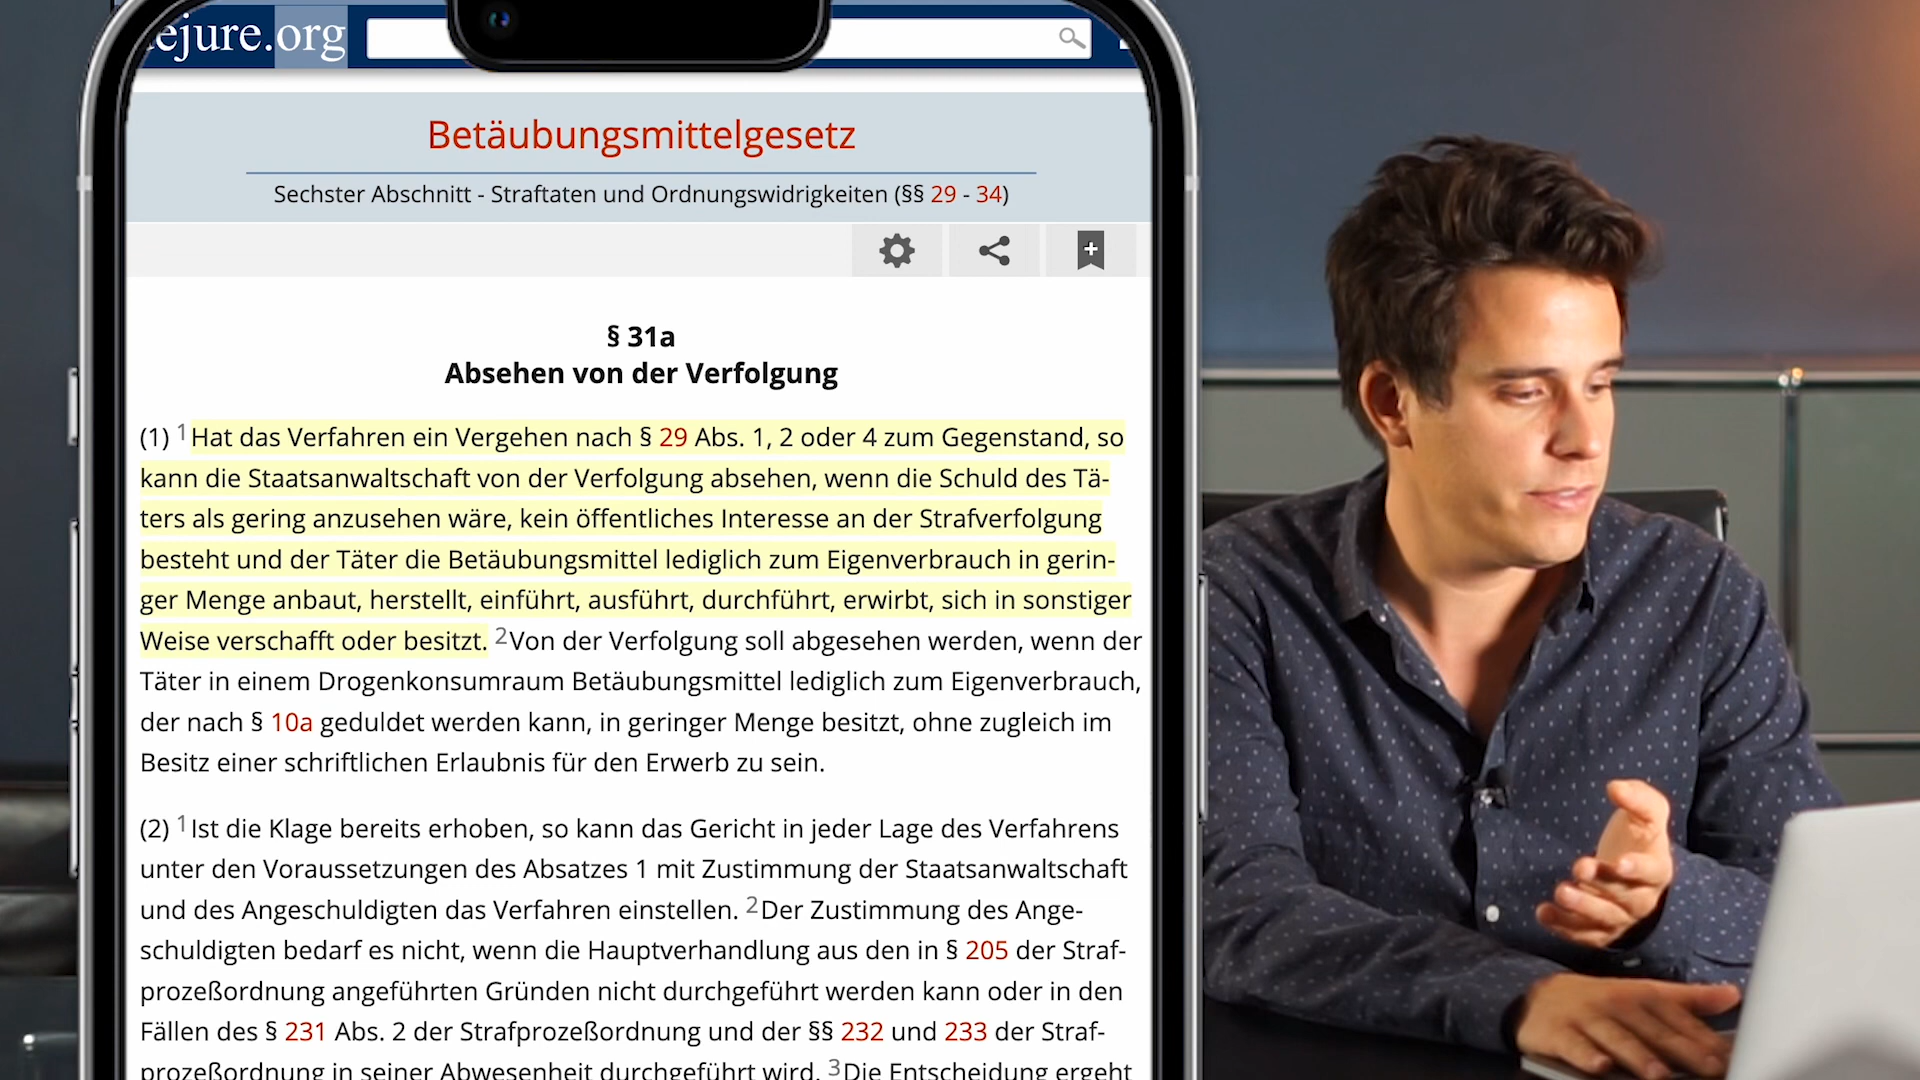 ejure.org
Betäubungsmittelgesetz
Sechster Abschnitt - Straftaten und Ordnungswidrigkeiten (§§ 29 - 34)
§ 31a
Absehen von der Verfolgung
(1) 1Hat das Verfahren ein Vergehen nach § 29 Abs. 1, 2 oder 4 zum Gegenstand, so
kann die Staatsanwaltschaft von der Verfolgung absehen, wenn die Schuld des Tä-
ters als gering anzusehen wäre, kein öffentliches Interesse an der Strafverfolgung
besteht und der Täter die Betäubungsmittel lediglich zum Eigenverbrauch in gerin-
ger Menge anbaut, herstellt, einführt, ausführt, durchführt, erwirbt, sich in sonstiger
Weise verschafft oder besitzt. 2Von der Verfolgung soll abgesehen werden, wenn der
Täter in einem Drogenkonsumraum Betäubungsmittel lediglich zum Eigenverbrauch,
der nach § 10a geduldet werden kann, in geringer Menge besitzt, ohne zugleich im
Besitz einer schriftlichen Erlaubnis für den Erwerb zu sein.
(2) 1Ist die Klage bereits erhoben, so kann das Gericht in jeder Lage des Verfahrens
unter den Voraussetzungen des Absatzes 1 mit Zustimmung der Staatsanwaltschaft
und des Angeschuldigten das Verfahren einstellen. 2Der Zustimmung des Ange-
schuldigten bedarf es nicht, wenn die Hauptverhandlung aus den in § 205 der Straf-
prozeßordnung angeführten Gründen nicht durchgeführt werden kann oder in den
Fällen des § 231 Abs. 2 der Strafprozeßordnung und der §§ 232 und 233 der Straf-
prozeßordnung in seiner Abwesenheit durchgeführt wird. 3Die Entscheidung ergeht